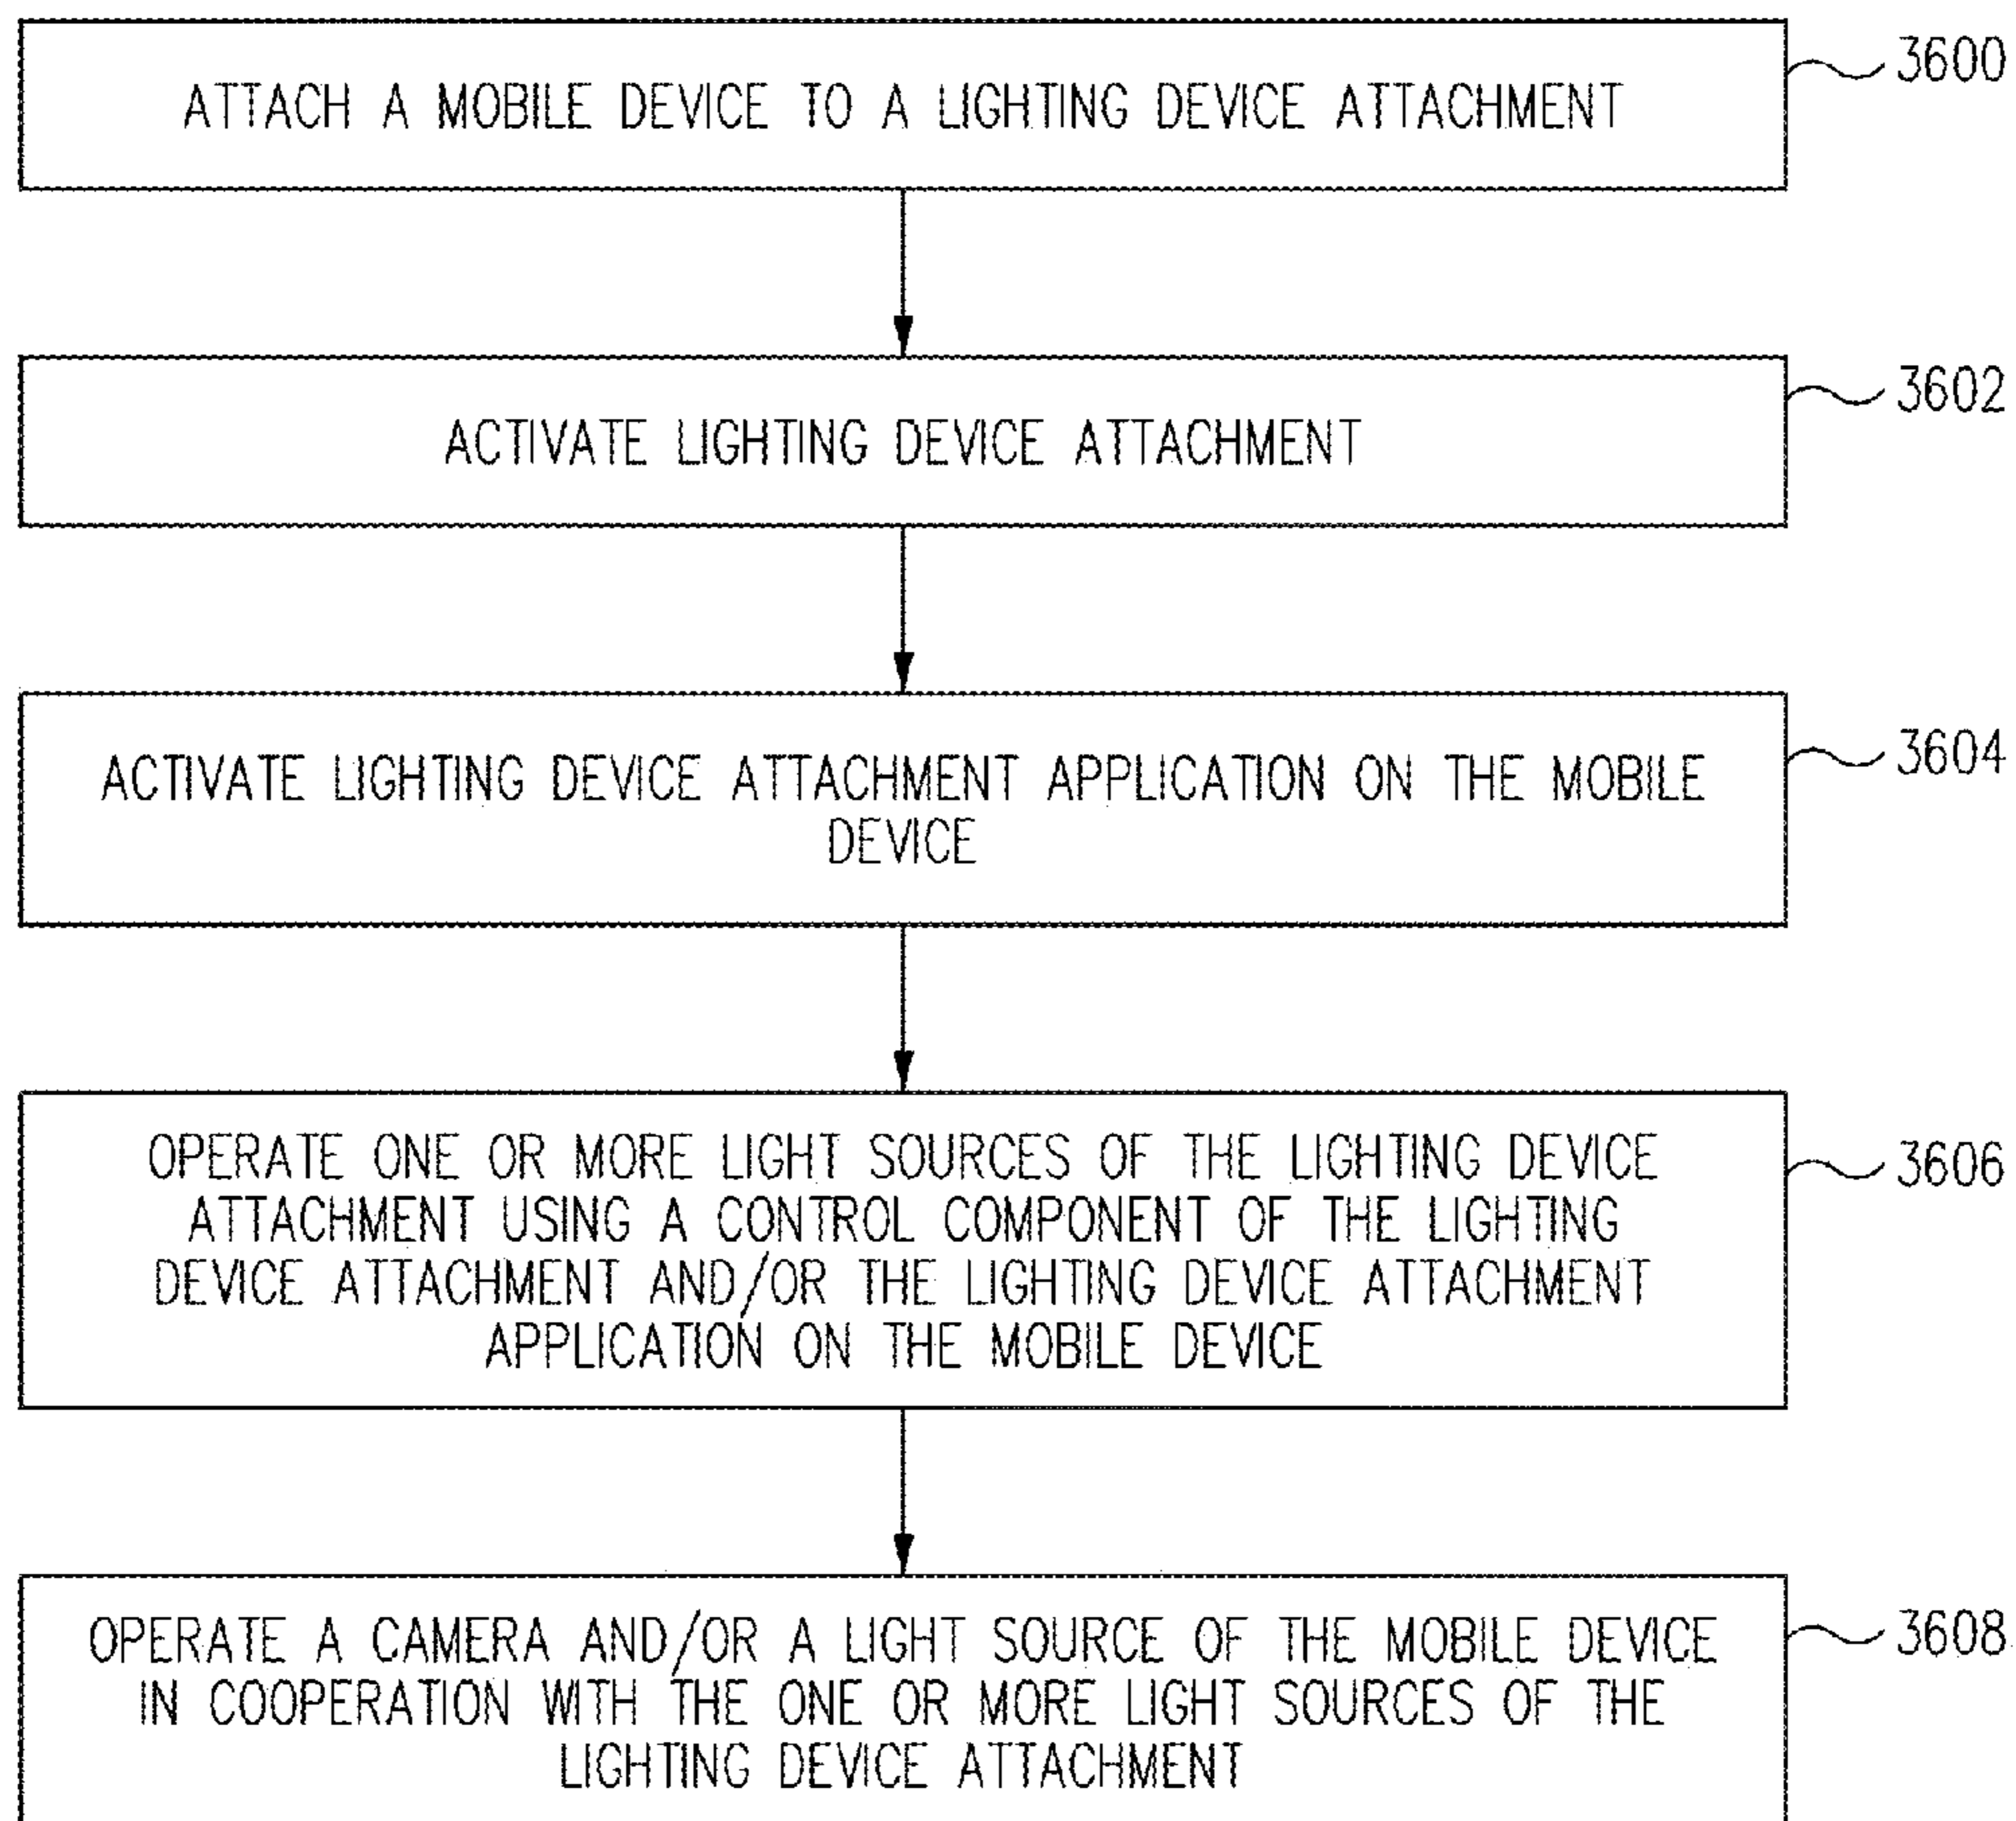 ATTACH A MOBILE DEVICE TO A LIGHTING DEVICE ATTACHMENT
3600
ACTIVATE LIGHTING DEVICE ATTACHMENT
3602
ACTIVATE LIGHTING DEVICE ATTACHMENT APPLICATION ON THE MOBILE
DEVICE
3604
OPERATE ONE OR MORE LIGHT SOURCES OF THE LIGHTING DEVICE
ATTACHMENT USING A CONTROL COMPONENT OF THE LIGHTING
DEVICE ATTACHMENT AND/OR THE LIGHTING DEVICE ATTACHMENT
APPLICATION ON THE MOBILE DEVICE
3606
OPERATE A CAMERA AND/OR A LIGHT SOURCE OF THE MOBILE DEVICE
IN COOPERATION WITH THE ONE OR MORE LIGHT SOURCES OF THE
LIGHTING DEVICE ATTACHMENT
3608